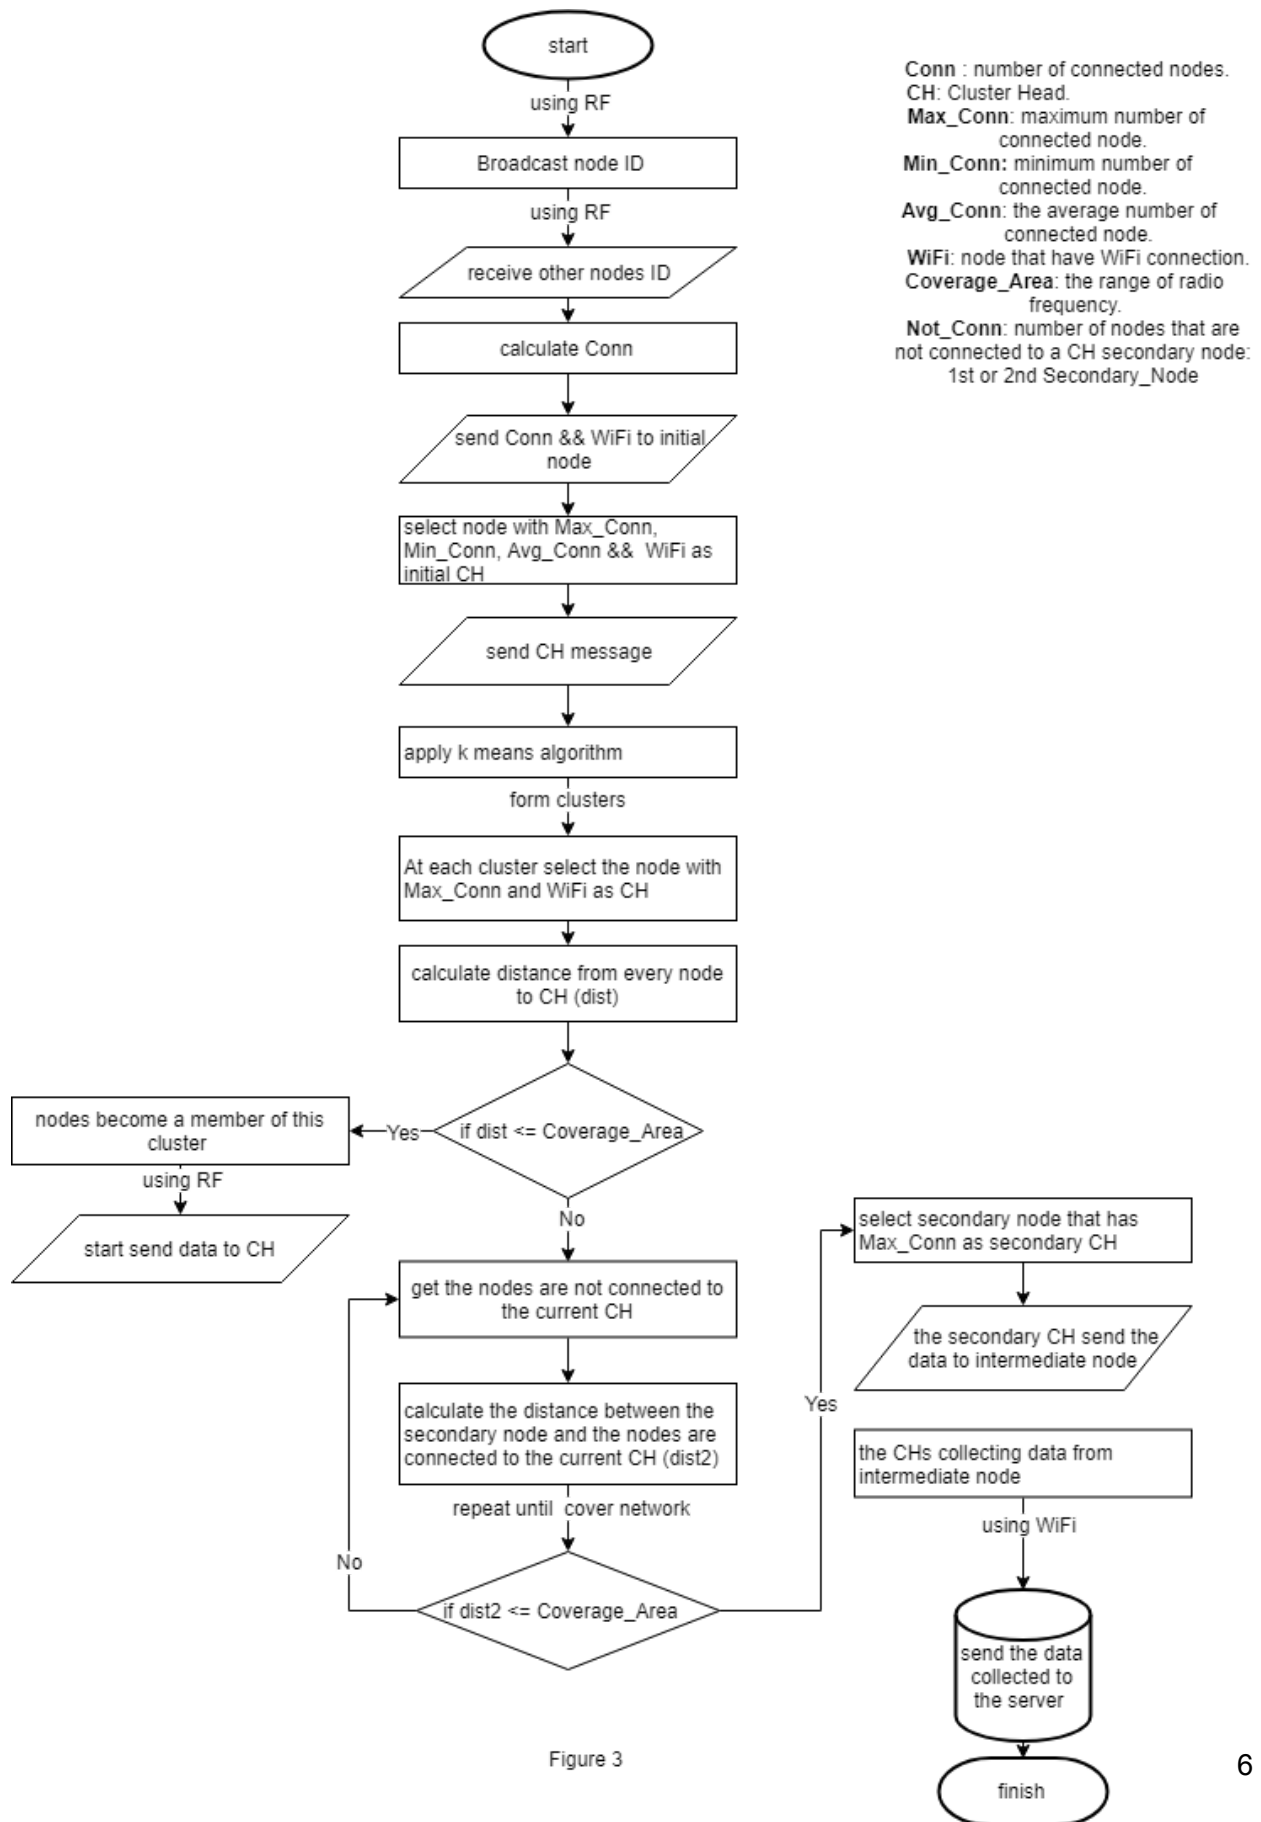 start
using RF
Broadcast node ID
using RF
receive other nodes ID
calculate Conn
send Conn && WiFi to initial
node
select node with Max_Conn,
Min_Conn, Avg_Conn && WiFi as
initial CH
send CH message
apply k means algorithm
form clusters
At each cluster select the node with
Max_Conn and WiFi as CH
calculate distance from every node
to CH (dist)
if dist <= Coverage_Area
Yes
nodes become a member of this
cluster
using RF
start send data to CH
No
get the nodes are not connected to
the current CH
calculate the distance between the
secondary node and the nodes are
connected to the current CH (dist2)
repeat until cover network
if dist2 <= Coverage_Area
No
Yes
select secondary node that has
Max_Conn as secondary CH
the secondary CH send the
data to intermediate node
the CHs collecting data from
intermediate node
using WiFi
send the data
collected to
the server
finish
Conn : number of connected nodes.
CH: Cluster Head.
Max_Conn: maximum number of
connected node.
Min_Conn: minimum number of
connected node.
Avg_Conn: the average number of
connected node.
WiFi: node that have WiFi connection.
Coverage_Area: the range of radio
frequency.
Not_Conn: number of nodes that are
not connected to a CH secondary node:
1st or 2nd Secondary_Node
Figure 3
6